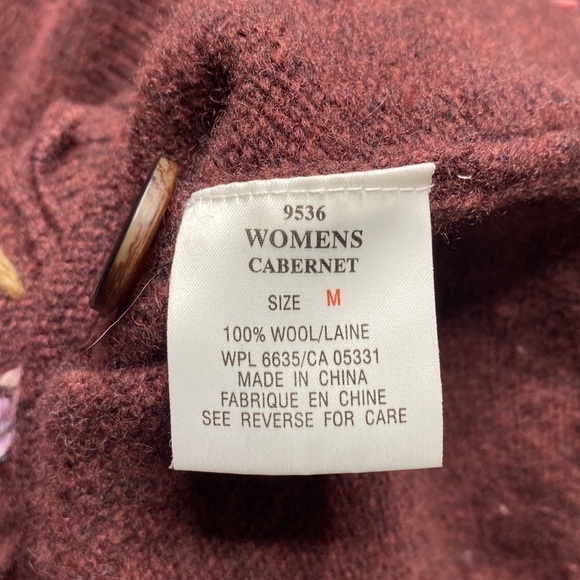 9536
WOMENS
CABERNET
SIZE M
100% WOOL/LAINE
WPL 6635/CA 05331
MADE IN CHINA
FABRIQUE EN CHINE
SEE REVERSE FOR CARE